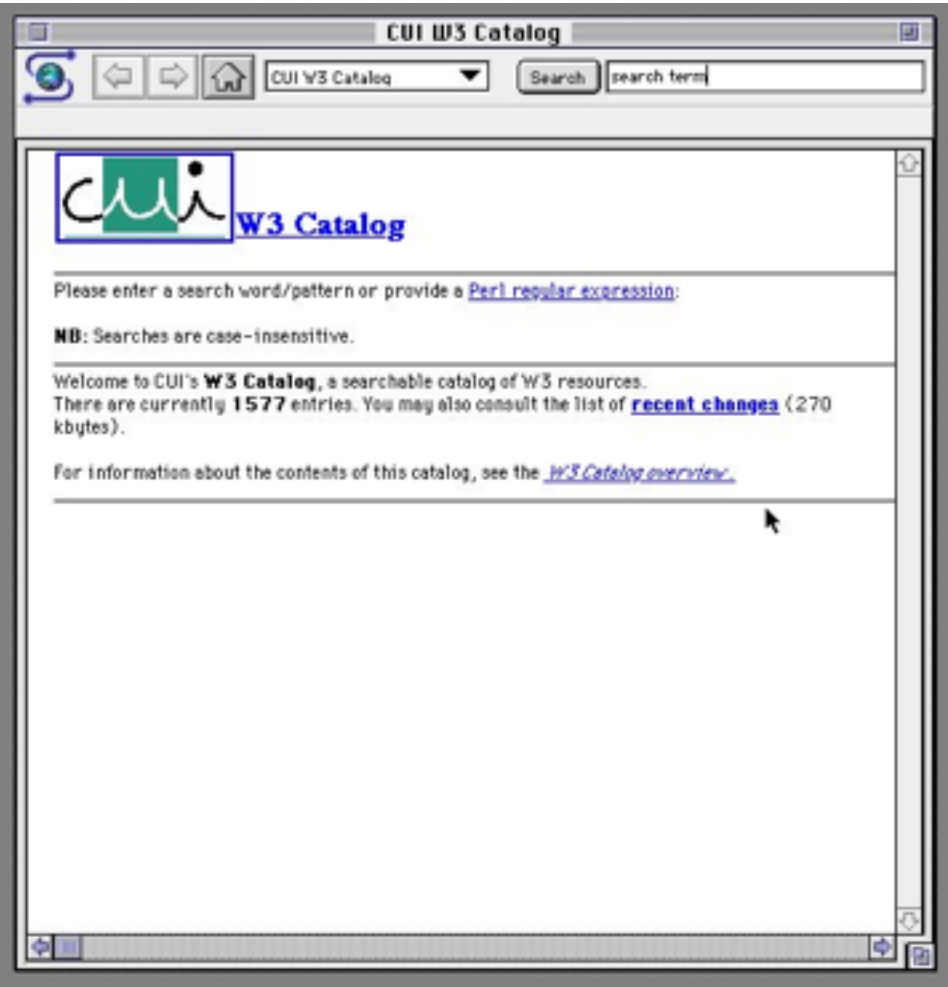 CUI W3 Catalog
CUI W3 Catalog
Search
search term
cui W3 Catalog
Please enter a search word/pattern or provide a Perl regular expression:
NB: Searches are case-insensitive.
Welcome to CUI's W3 Catalog, a searchable catalog of W3 resources.
There are currently 1577 entries. You may also consult the list of recent changes (270
kbytes).
For information about the contents of this catalog, see the W3 Catalog overview.